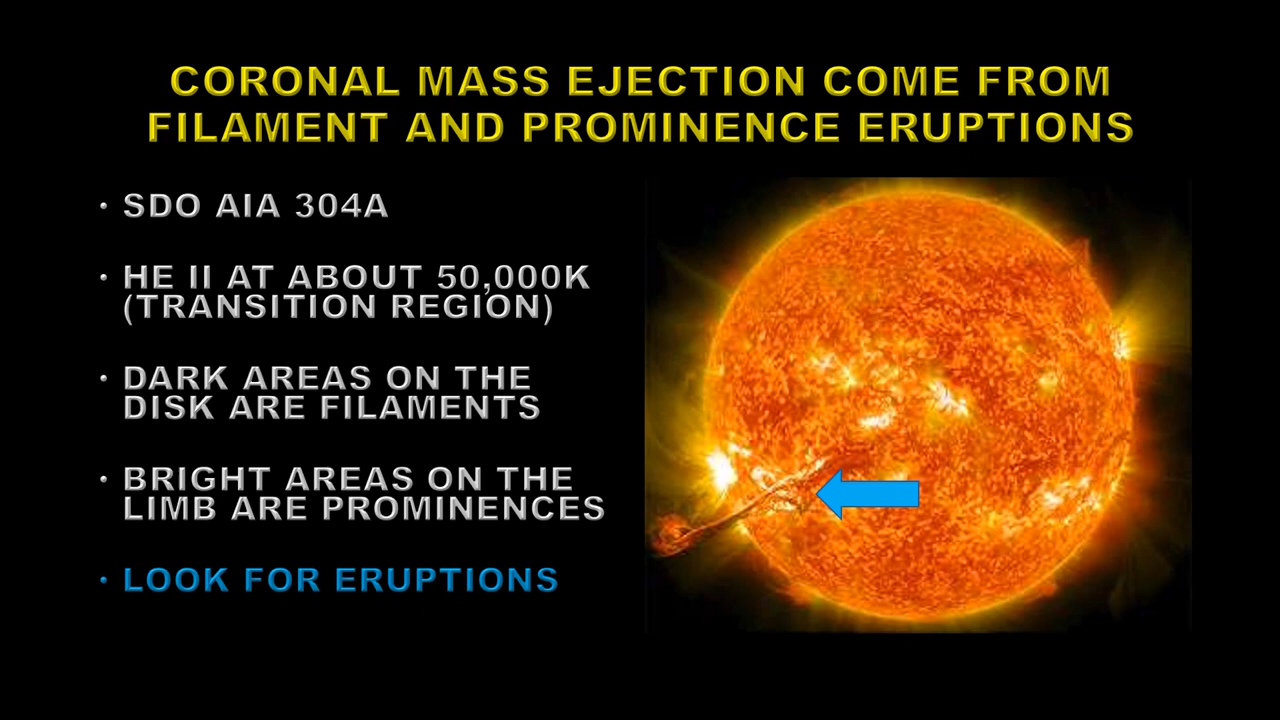 CORONAL MASS EJECTION COME FROM
FILAMENT AND PROMINENCE ERUPTIONS
• SDO AIA 304A
• HE II AT ABOUT 50,000K
(TRANSITION REGION)
• DARK AREAS ON THE
DISK ARE FILAMENTS
• BRIGHT AREAS ON THE
LIMB ARE PROMINENCES
• LOOK FOR ERUPTIONS